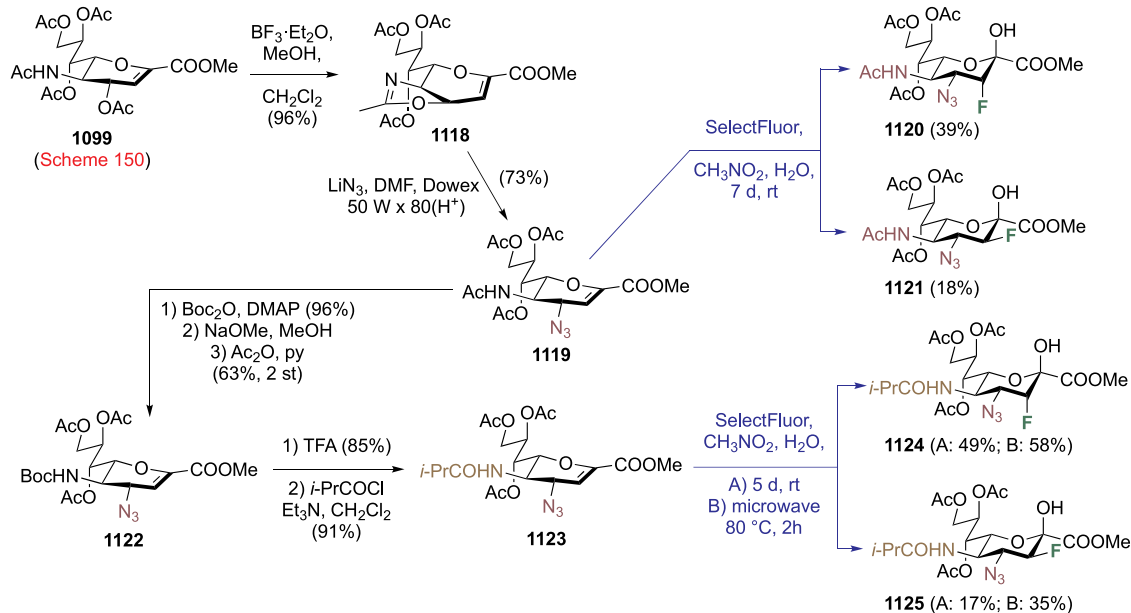 AcO OAc
O
COOMe
AcHN
AcO
OAc
1099
(Scheme 150)
BF3·Et2O,
MeOH,
CH2Cl2
(96%)
AcO OAc
O
COOMe
N
O
AcO
1118
LiN3, DMF, Dowex
50 W x 80(H+)
(73%)
AcO OAc
O
COOMe
AcHN
AcO
N3
1119
SelectFluor,
CH3NO2, H2O,
7 d, rt
AcO OAc
OH
O
COOMe
AcHN
AcO
N3
F
1120 (39%)
AcO OAc
OH
O
COOMe
AcHN
F
AcO
N3
1121 (18%)
1) Boc2O, DMAP (96%)
2) NaOMe, MeOH
3) Ac2O, py
(63%, 2 st)
AcO OAc
O
COOMe
BocHN
AcO
N3
1122
1) TFA (85%)
2) i-PrCOCl
Et3N, CH2Cl2
(91%)
AcO OAc
O
COOMe
i-PrCOHN
AcO
N3
1123
SelectFluor,
CH3NO2, H2O,
A) 5 d, rt
B) microwave
80 °C, 2h
AcO OAc
OH
O
COOMe
i-PrCOHN
AcO
N3
F
1124 (A: 49%; B: 58%)
AcO OAc
OH
O
COOMe
i-PrCOHN
F
AcO
N3
1125 (A: 17%; B: 35%)